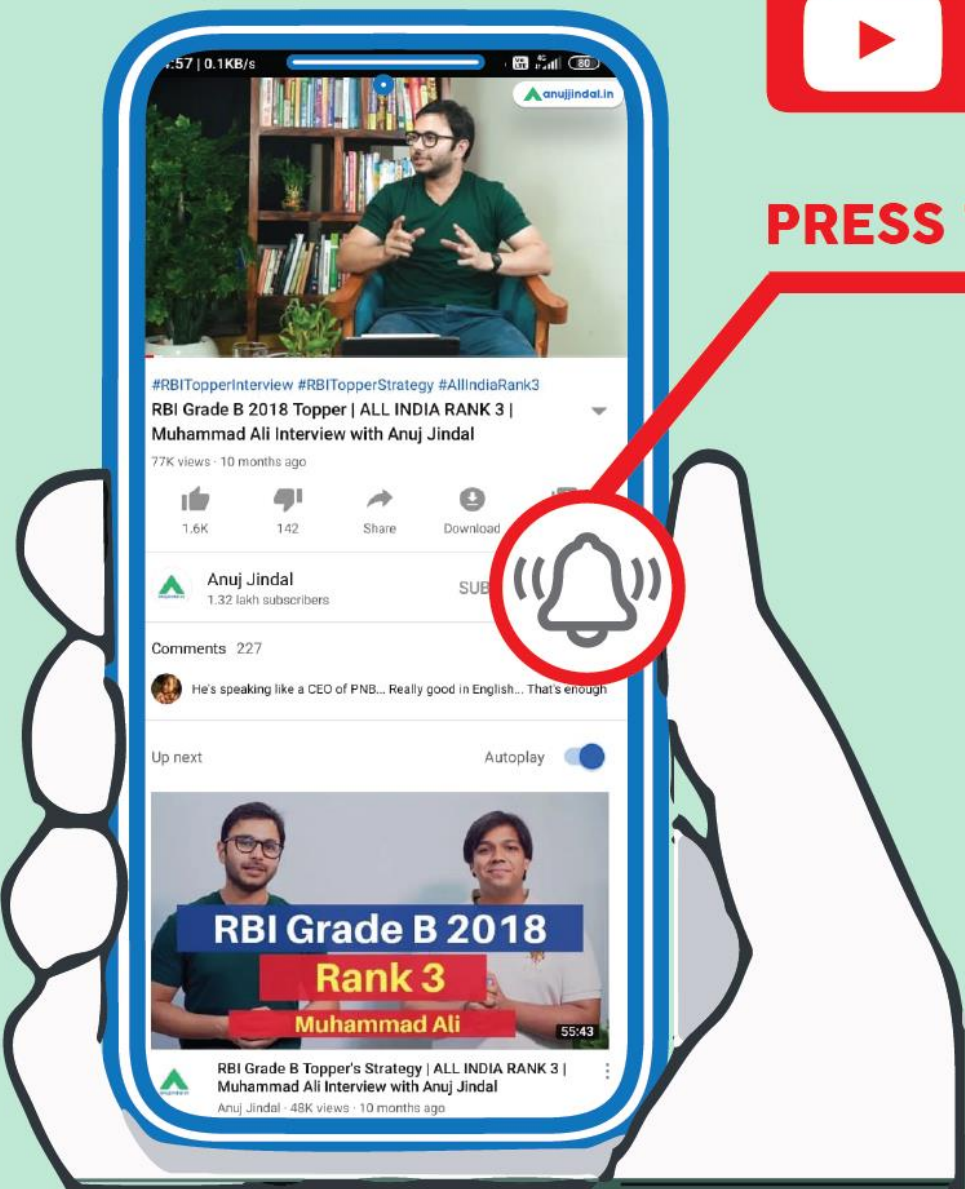 :57 | 0.1KB/s 80
anujjindal.in
PRESS
#RBITopperInterview #RBITopperStrategy #AllIndiaRank3
RBI Grade B 2018 Topper | ALL INDIA RANK 3 |
Muhammad Ali Interview with Anuj Jindal
77K views · 10 months ago
1.6K 142 Share Download
Anuj Jindal
1.32 lakh subscribers
SUB
Comments 227
He's speaking like a CEO of PNB... Really good in English... That's enough
Up next Autoplay
RBI Grade B 2018
Rank 3
Muhammad Ali
55:43
RBI Grade B Topper's Strategy | ALL INDIA RANK 3 |
Muhammad Ali Interview with Anuj Jindal
Anuj Jindal · 48K views · 10 months ago